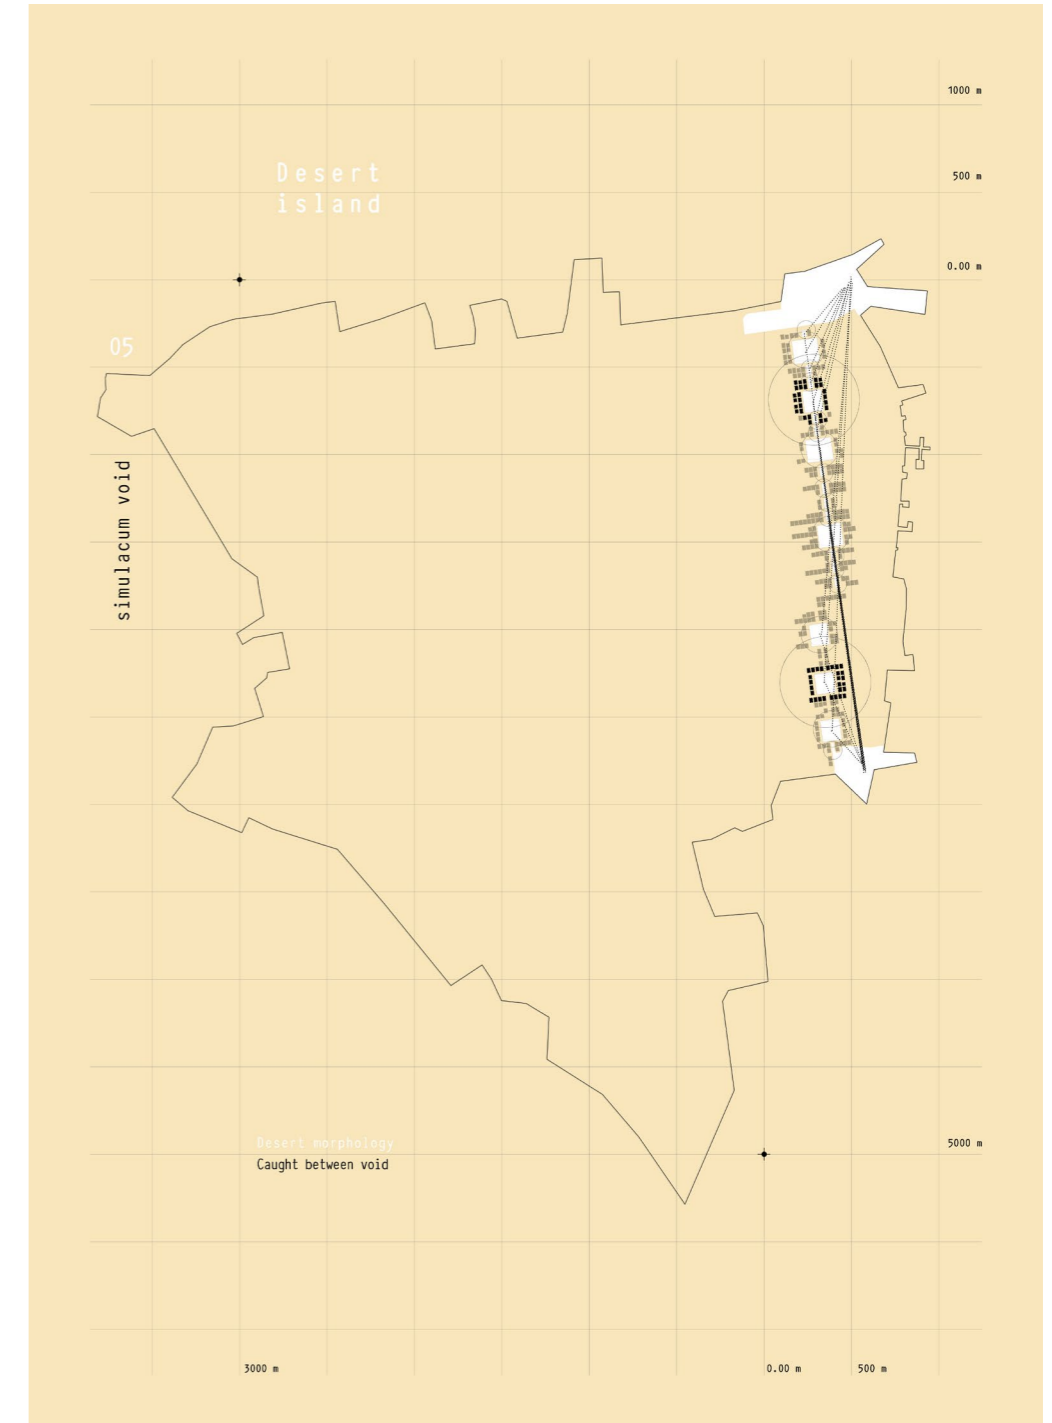 1000 m
Desert
island
500 m
0.00 m
05
simulacum void
Desert morphology
Caught between void
5000 m
3000 m
0.00 m
500 m